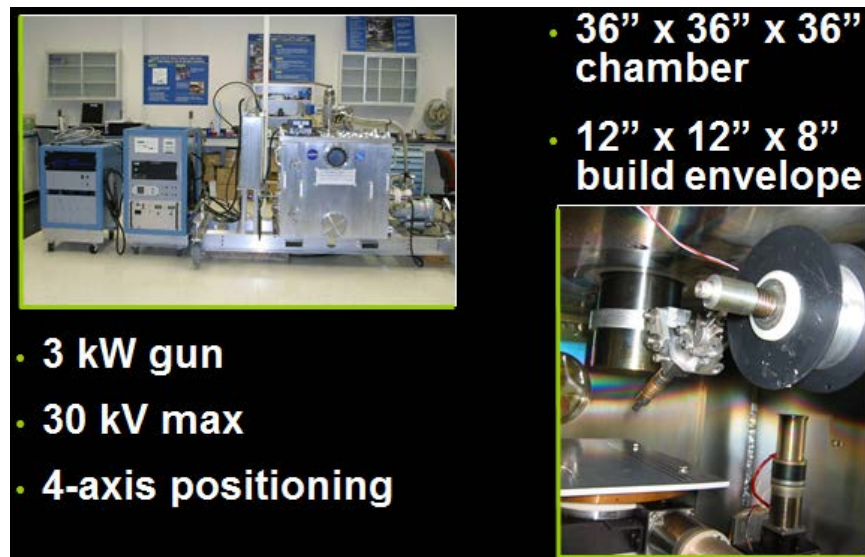 • 36” x 36” x 36”
chamber
• 12” x 12” x 8”
build envelope
• 3 kW gun
• 30 kV max
• 4-axis positioning